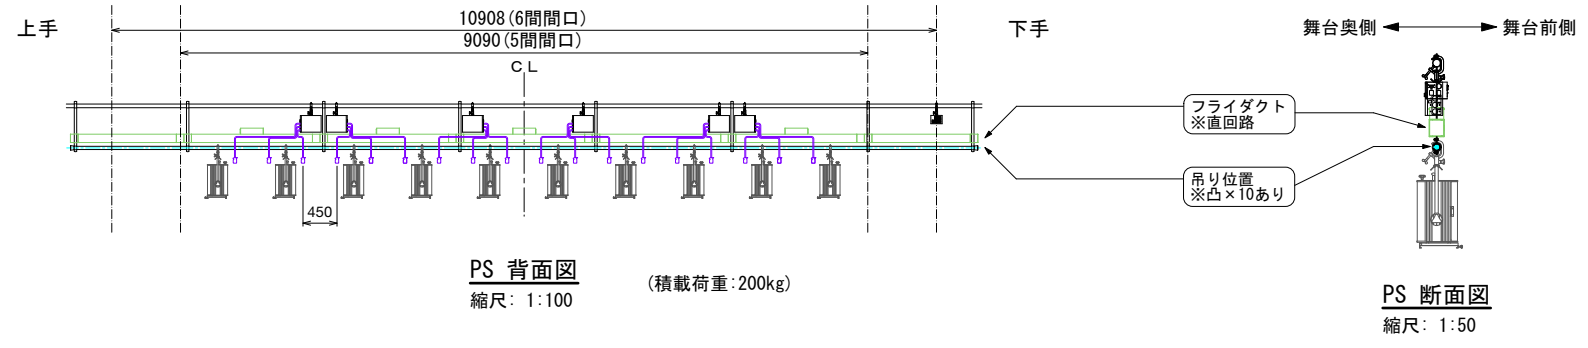 上手
10908(6間間口)
9090(5間間口)
CL
下手
舞台奥側
舞台前側
フライダクト
※直回路
吊り位置
※凸×10あり
450
PS 背面図
縮尺: 1:100
(積載荷重:200kg)
PS 断面図
縮尺: 1:50